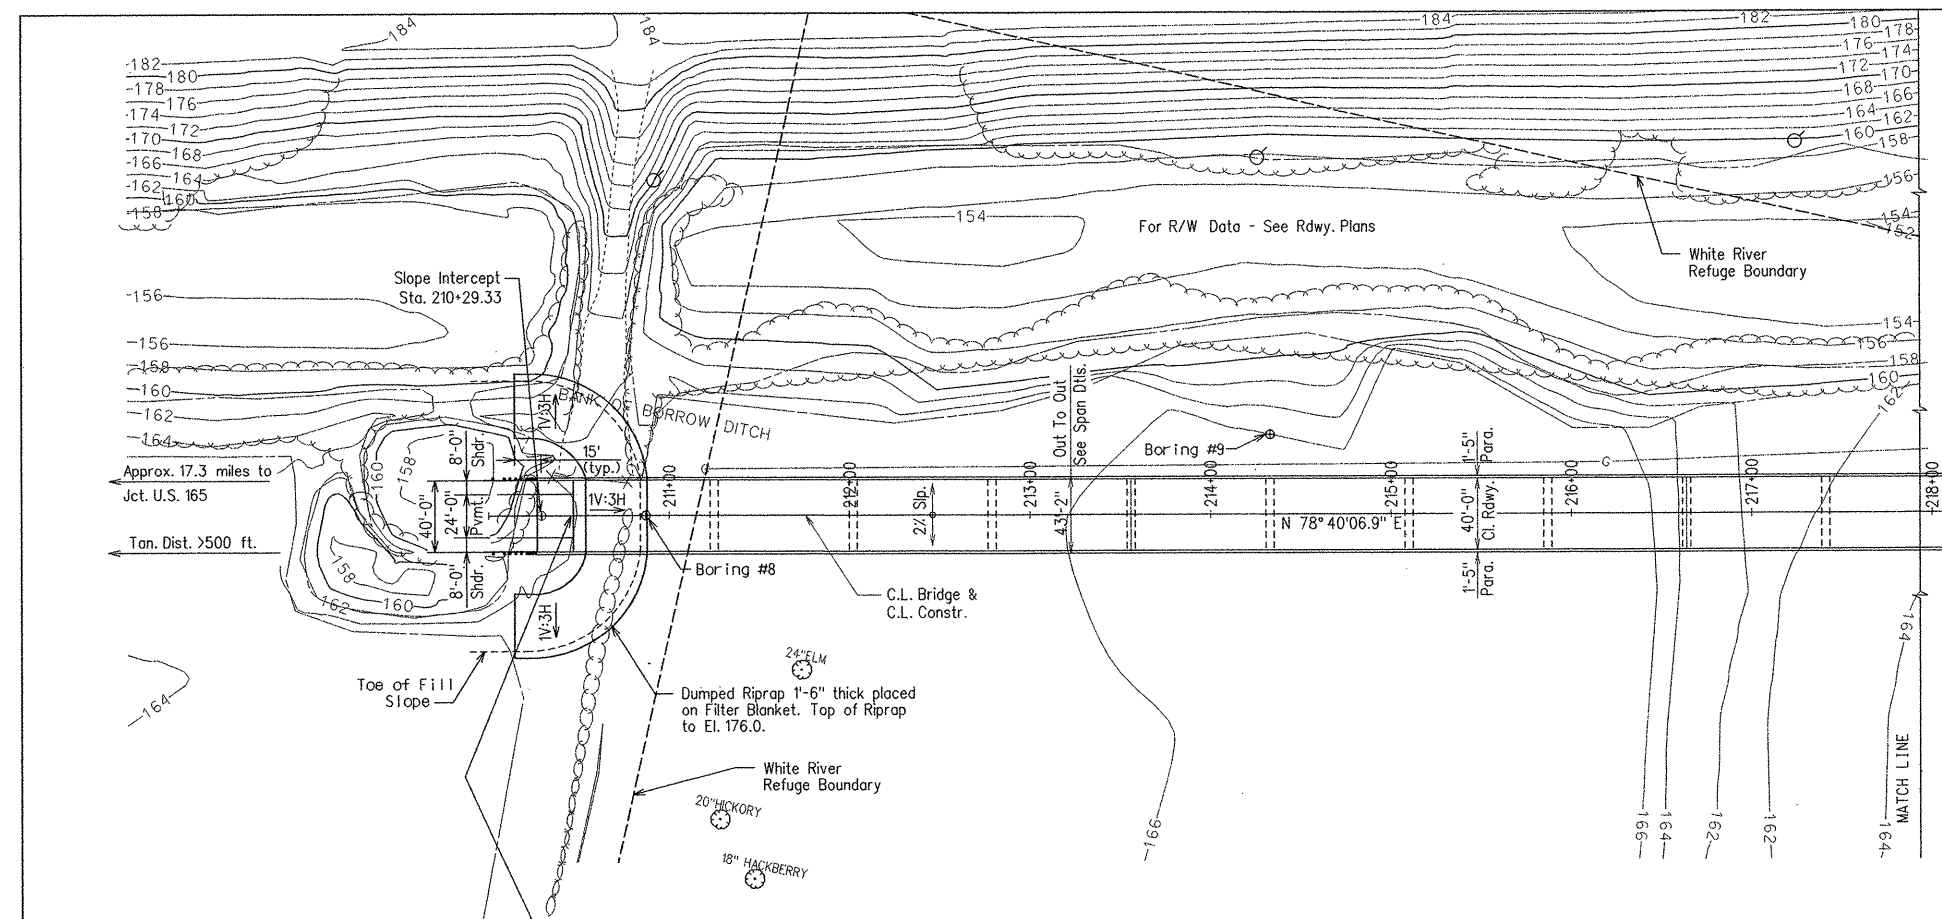 184
184
184
182
180
178
176
174
172
170
168
166
164
162
160
158
156
154
152
-182
180
-178
176
-174
172
-170
168
-166
164
-162
160
-158
154
For R/W Data - See Rdwy. Plans
White River
Refuge Boundary
Slope Intercept
Sta. 210+29.33
-156
-156
-158
-160
-162
-164
154
156
158
160
162
BANK OF BORROW DITCH
1V:3H
Out To Out
See Span Dtls.
Boring #9
Approx. 17.3 miles to
Jct. U.S. 165
Tan. Dist. >500 ft.
160
158
158
160
162
8'-0"
Shdr.
40'-0"
24'-0"
Pvmt.
8'-0"
Shdr.
15'
(typ.)
1V:3H
1V:3H
G
G
211+00
212+00
213+00
214+00
215+00
216+00
217+00
218+00
2% Slp.
43'-2"
N 78° 40'06.9" E
1'-5"
Para.
40'-0"
Cl. Rdwy.
1'-5"
Para.
Boring #8
C.L. Bridge &
C.L. Constr.
Toe of Fill
Slope
Dumped Riprap 1'-6" thick placed
on Filter Blanket. Top of Riprap
to El. 176.0.
24"ELM
White River
Refuge Boundary
20"HICKORY
18" HACKBERRY
-164
164
MATCH LINE
-166
166
164
162
162
164